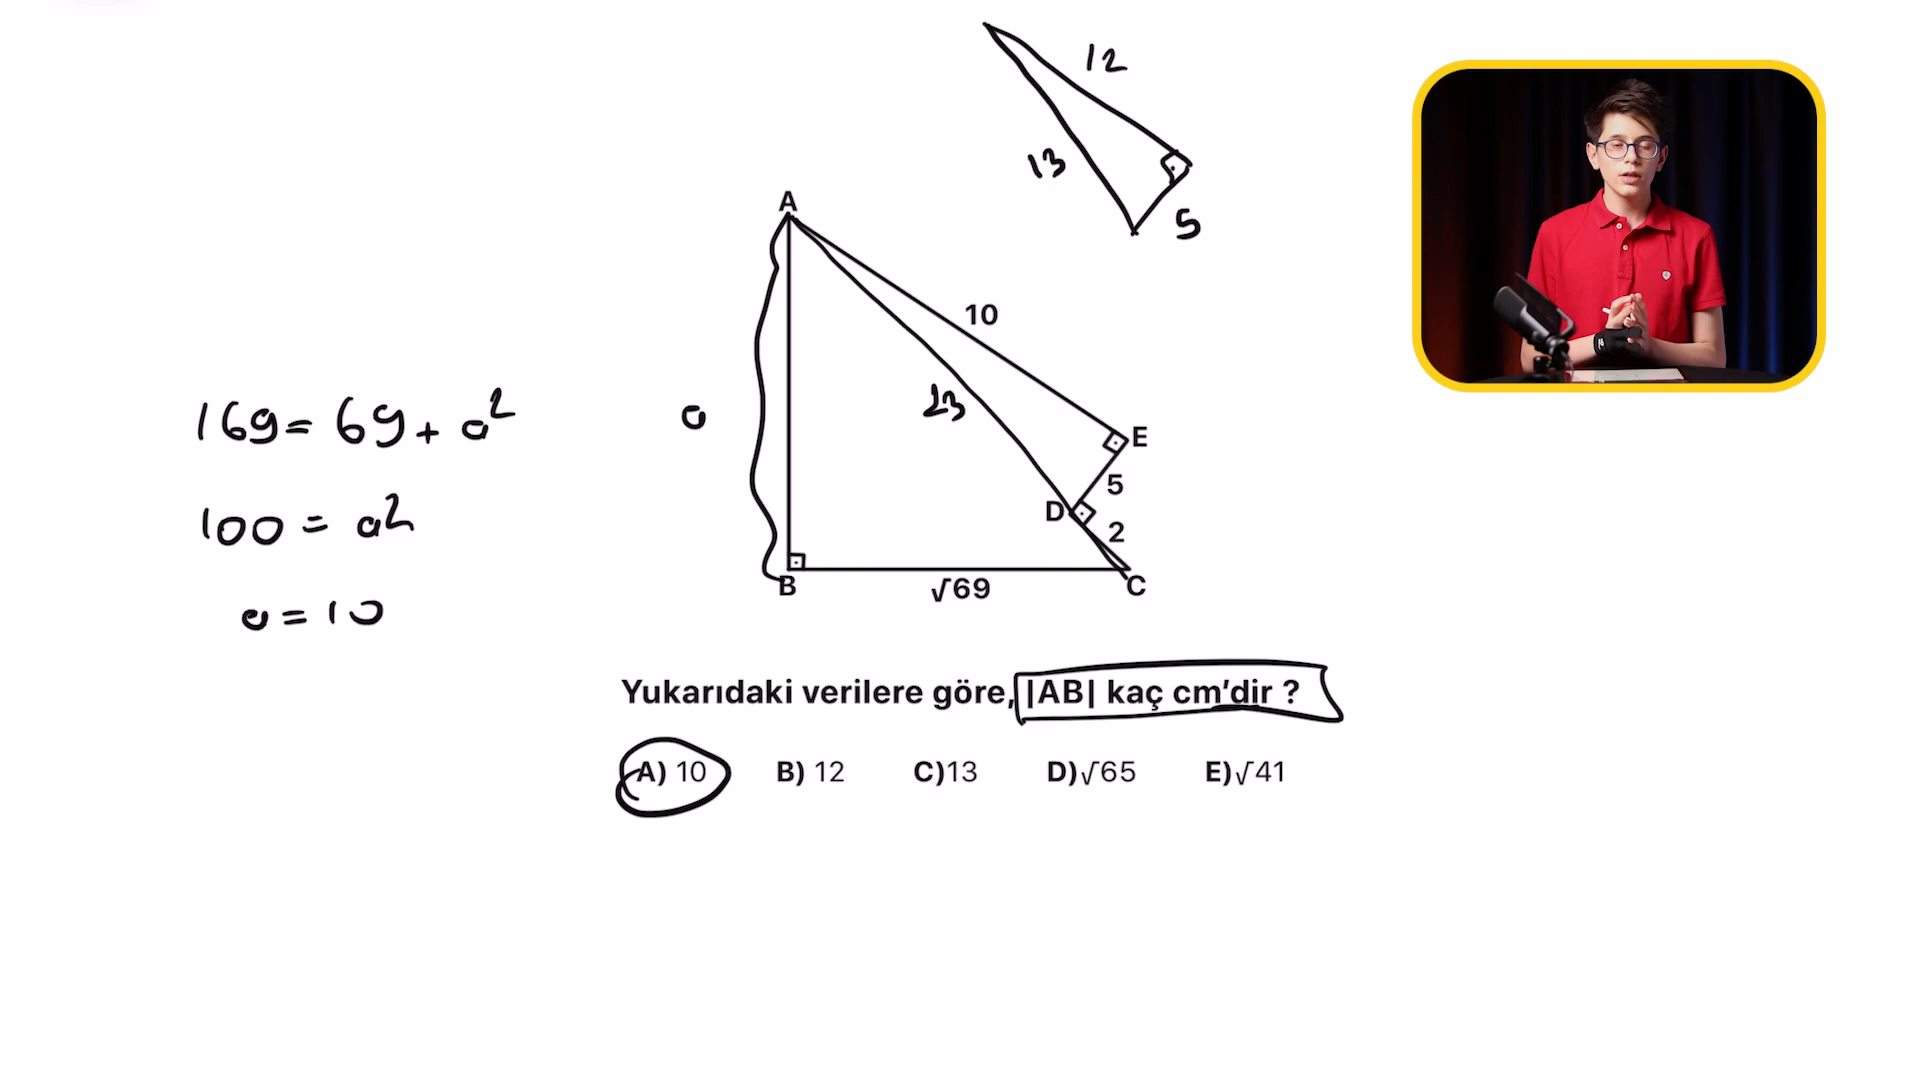 12
13
5
A
10
13
E
5
D
2
B
C
√69
a
169 = 69 + a²
100 = a²
a = 10
Yukarıdaki verilere göre, |AB| kaç cm'dir ?
A) 10 B) 12 C)13 D)√65 E)√41